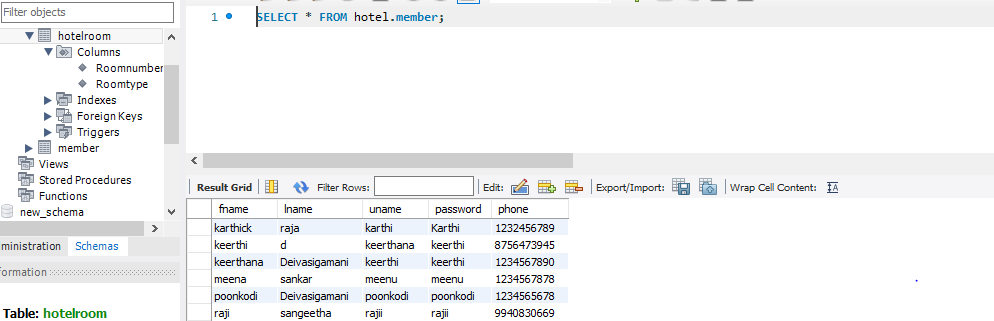 Filter objects
hotelroom
Columns
Roomnumber
Roomtype
Indexes
Foreign Keys
Triggers
member
Views
Stored Procedures
Functions
new_schema
ministration Schemas
formation
Table: hotelroom
1 SELECT * FROM hotel.member;
Result Grid Filter Rows: Edit: Export/Import: Wrap Cell Content:
fname lname uname password phone
karthick raja karthi Karthi 1232456789
keerthi d keerthana keerthi 8756473945
keerthana Deivasigamani keerthi keerthi 1234567890
meena sankar meenu meenu 1234567878
poonkodi Deivasigamani poonkodi poonkodi 1234565678
raji sangeetha rajii rajii 9940830669